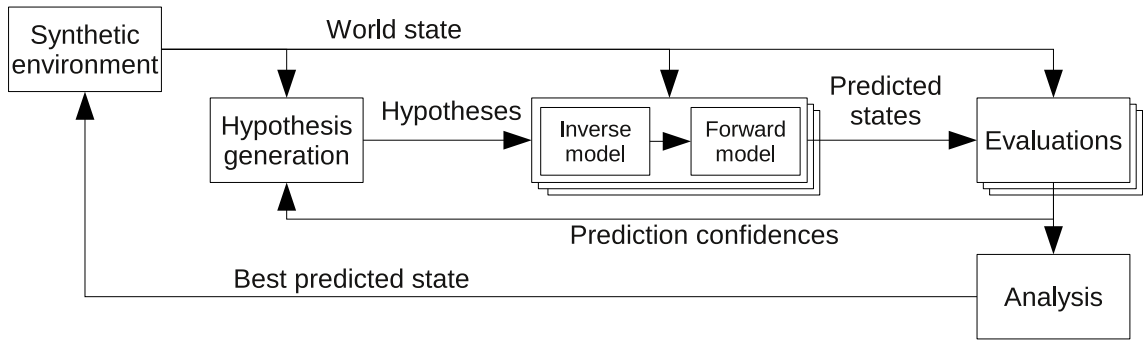 Synthetic
environment
World state
Hypothesis
generation
Hypotheses
Inverse
model
Forward
model
Predicted
states
Evaluations
Prediction confidences
Best predicted state
Analysis